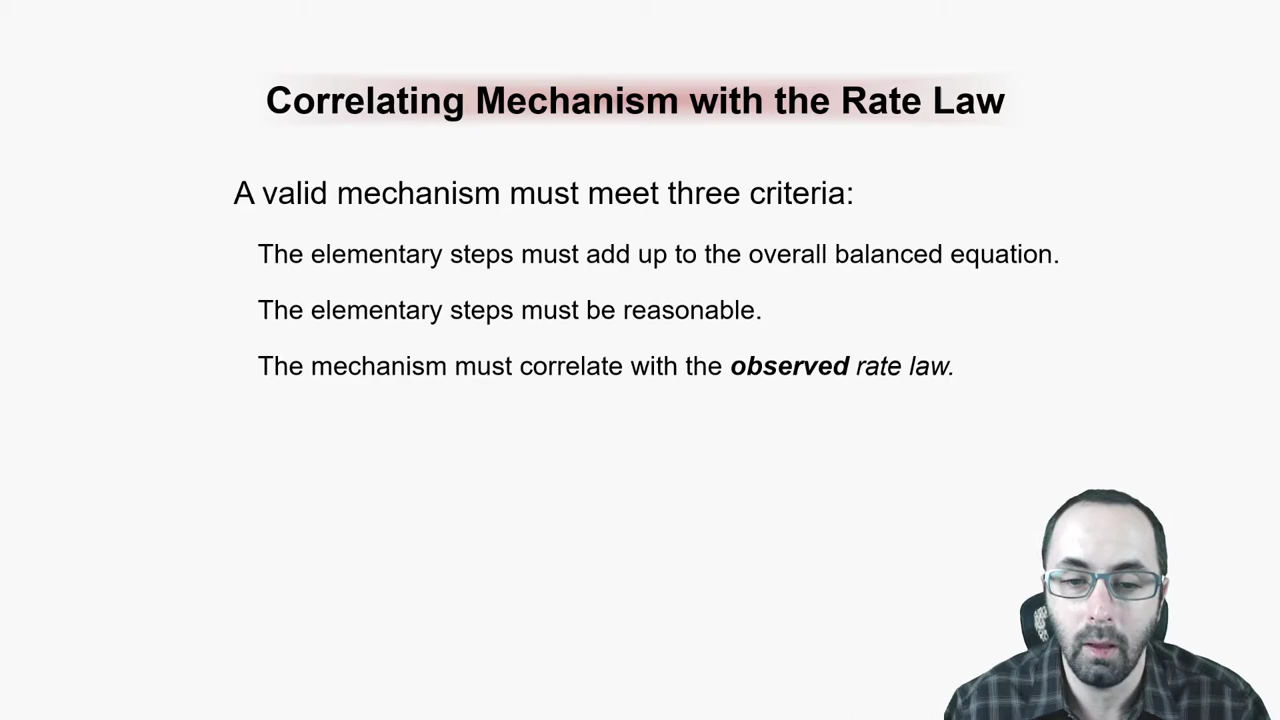 Correlating Mechanism with the Rate Law
A valid mechanism must meet three criteria:
The elementary steps must add up to the overall balanced equation.
The elementary steps must be reasonable.
The mechanism must correlate with the observed rate law.